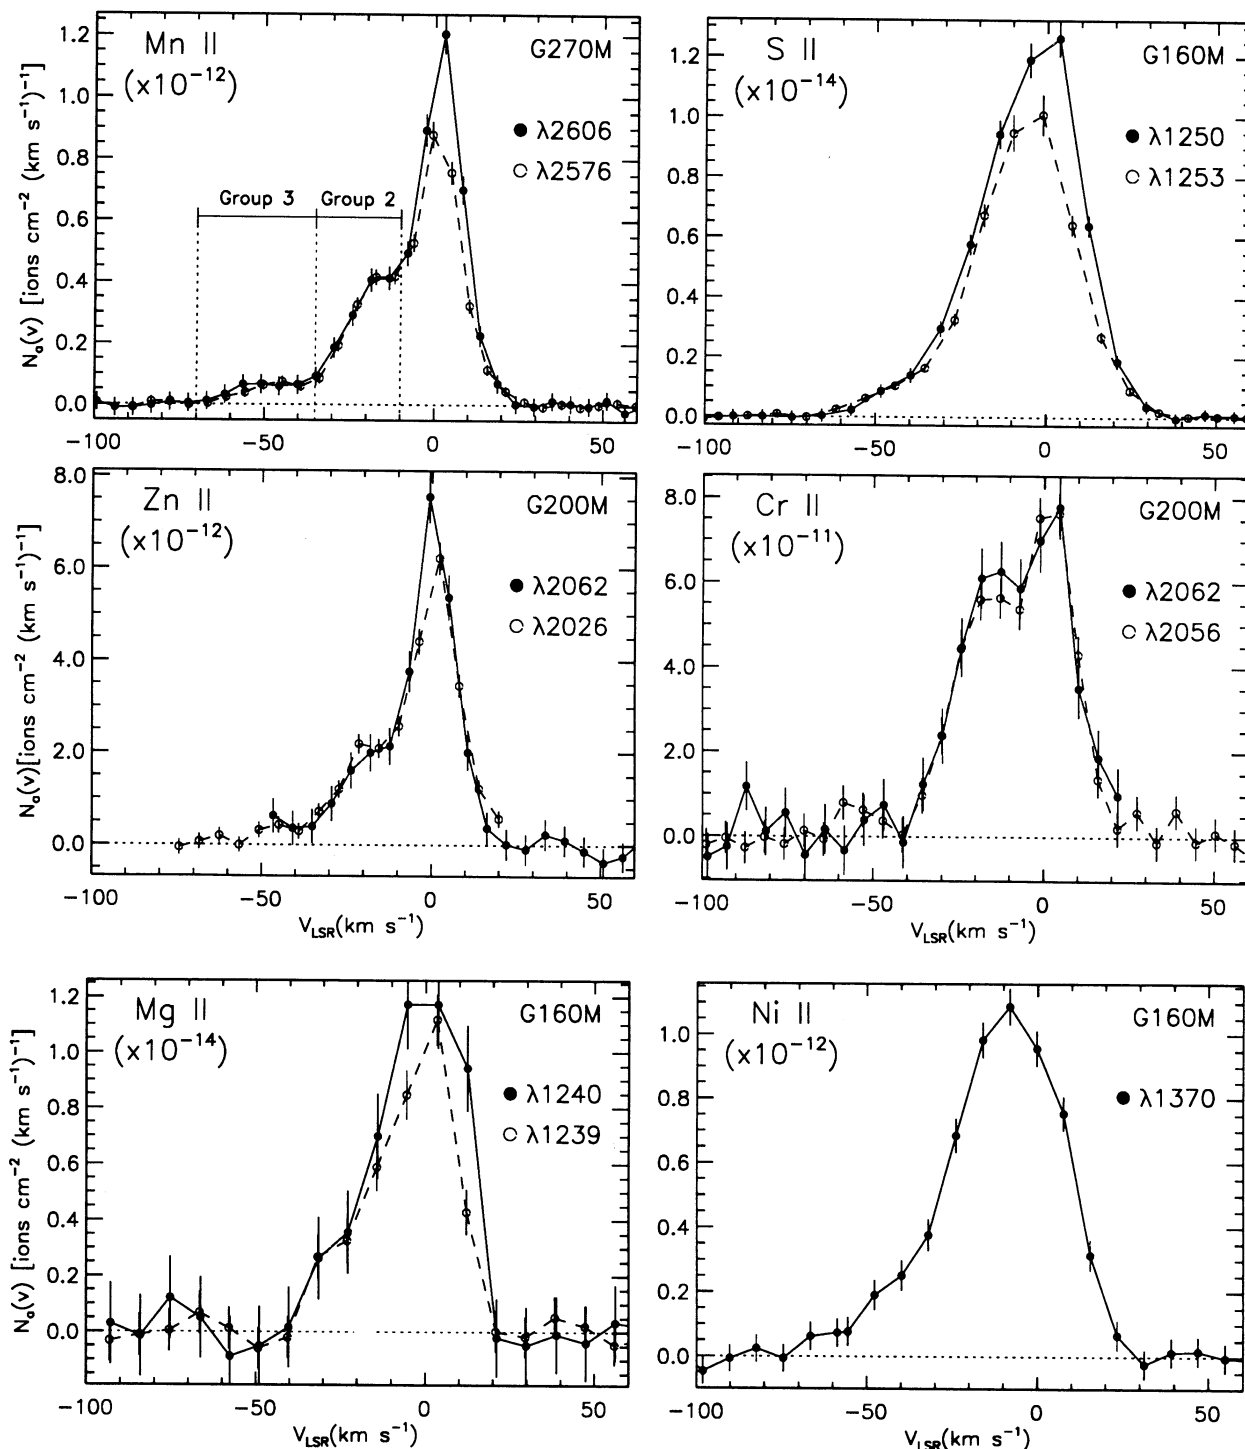 Mn II
(x10⁻¹²)
G270M
λ2606
λ2576
Group 3
Group 2
Nₐ(v) [ions cm⁻² (km s⁻¹)⁻¹]
1.2
1.0
0.8
0.6
0.4
0.2
0.0
−100
−50
0
50
S II
(x10⁻¹⁴)
G160M
λ1250
λ1253
1.2
1.0
0.8
0.6
0.4
0.2
0.0
−100
−50
0
50
Zn II
(x10⁻¹²)
G200M
λ2062
λ2026
Nₐ(v)[ions cm⁻² (km s⁻¹)⁻¹]
8.0
6.0
4.0
2.0
0.0
−100
−50
0
50
V_LSR(km s⁻¹)
Cr II
(x10⁻¹¹)
G200M
λ2062
λ2056
8.0
6.0
4.0
2.0
0.0
−100
−50
0
50
V_LSR(km s⁻¹)
Mg II
(x10⁻¹⁴)
G160M
λ1240
λ1239
Nₐ(v) [ions cm⁻² (km s⁻¹)⁻¹]
1.2
1.0
0.8
0.6
0.4
0.2
0.0
−100
−50
0
50
V_LSR(km s⁻¹)
Ni II
(x10⁻¹²)
G160M
λ1370
1.0
0.8
0.6
0.4
0.2
0.0
−100
−50
0
50
V_LSR(km s⁻¹)